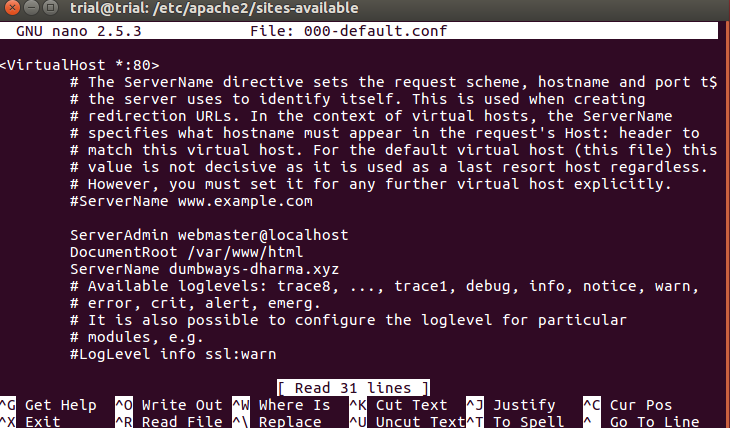 trial@trial: /etc/apache2/sites-available
GNU nano 2.5.3 File: 000-default.conf
<VirtualHost *:80>
# The ServerName directive sets the request scheme, hostname and port t$
# the server uses to identify itself. This is used when creating
# redirection URLs. In the context of virtual hosts, the ServerName
# specifies what hostname must appear in the request's Host: header to
# match this virtual host. For the default virtual host (this file) this
# value is not decisive as it is used as a last resort host regardless.
# However, you must set it for any further virtual host explicitly.
#ServerName www.example.com
ServerAdmin webmaster@localhost
DocumentRoot /var/www/html
ServerName dumbways-dharma.xyz
# Available loglevels: trace8, ..., trace1, debug, info, notice, warn,
# error, crit, alert, emerg.
# It is also possible to configure the loglevel for particular
# modules, e.g.
#LogLevel info ssl:warn
[ Read 31 lines ]
^G Get Help ^O Write Out ^W Where Is ^K Cut Text ^J Justify ^C Cur Pos
^X Exit ^R Read File ^\ Replace ^U Uncut Text ^T To Spell ^_ Go To Line